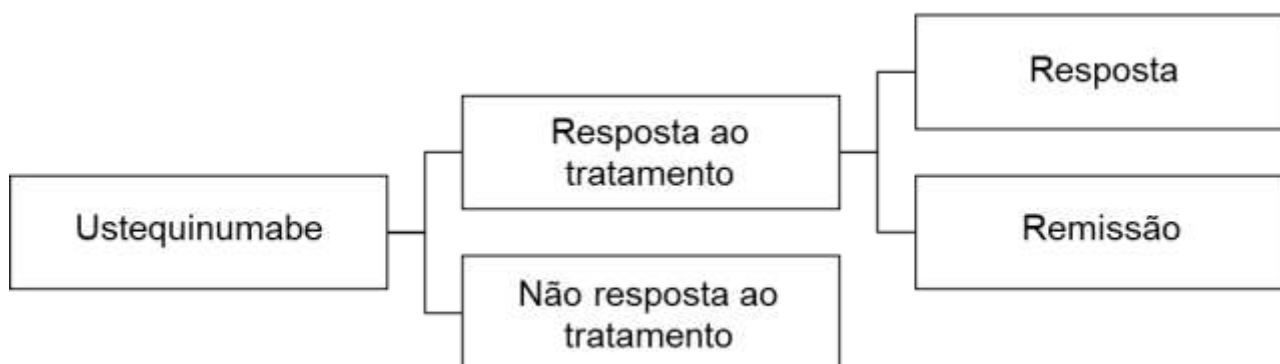 Ustequinumabe
Resposta ao
tratamento
Não resposta ao
tratamento
Resposta
Remissão